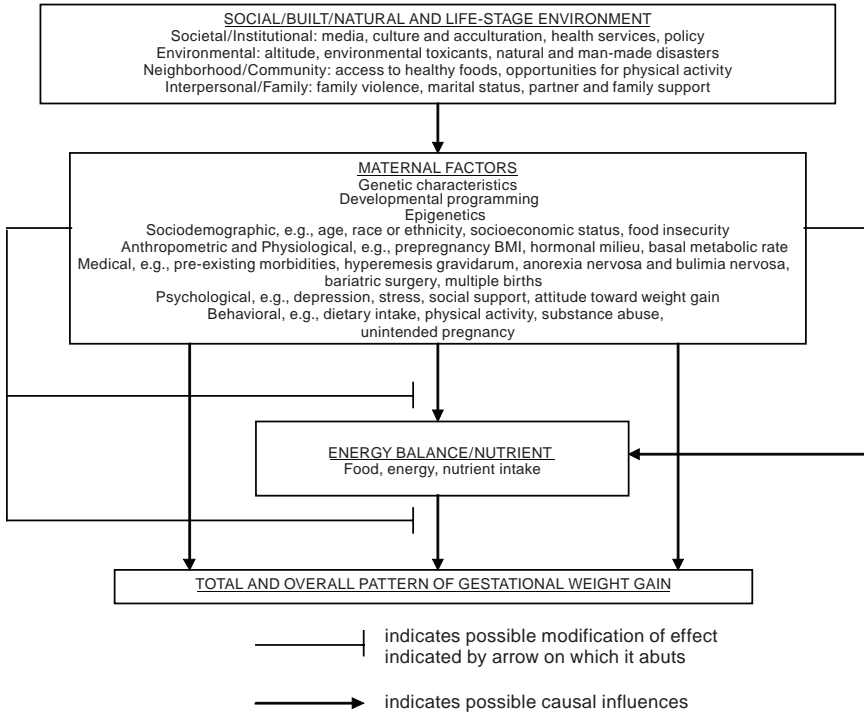 SOCIAL/BUILT/NATURAL AND LIFE-STAGE ENVIRONMENT
Societal/Institutional: media, culture and acculturation, health services, policy
Environmental: altitude, environmental toxicants, natural and man-made disasters
Neighborhood/Community: access to healthy foods, opportunities for physical activity
Interpersonal/Family: family violence, marital status, partner and family support
MATERNAL FACTORS
Genetic characteristics
Developmental programming
Epigenetics
Sociodemographic, e.g., age, race or ethnicity, socioeconomic status, food insecurity
Anthropometric and Physiological, e.g., prepregnancy BMI, hormonal milieu, basal metabolic rate
Medical, e.g., pre-existing morbidities, hyperemesis gravidarum, anorexia nervosa and bulimia nervosa,
bariatric surgery, multiple births
Psychological, e.g., depression, stress, social support, attitude toward weight gain
Behavioral, e.g., dietary intake, physical activity, substance abuse,
unintended pregnancy
ENERGY BALANCE/NUTRIENT
Food, energy, nutrient intake
TOTAL AND OVERALL PATTERN OF GESTATIONAL WEIGHT GAIN
indicates possible modification of effect
indicated by arrow on which it abuts
indicates possible causal influences